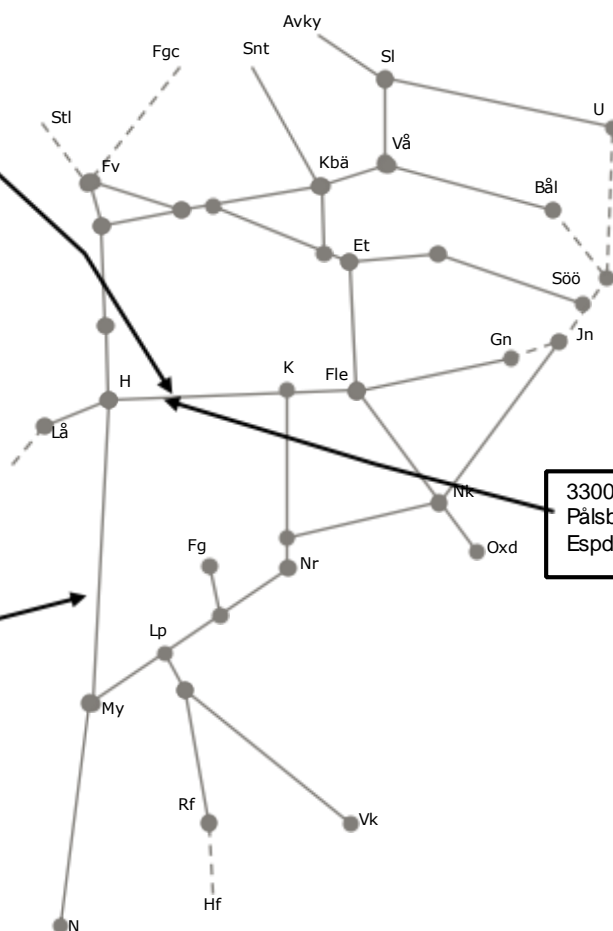 Avky
Fgc
Snt
Sl
U
Stl
Vå
Fv
Kbä
Bål
Et
Söö
Jn
Gn
K
Fle
H
Lå
Nk
3300
Pålsb
Espd
Oxd
Fg
Nr
Lp
My
Rf
Vk
Hf
N